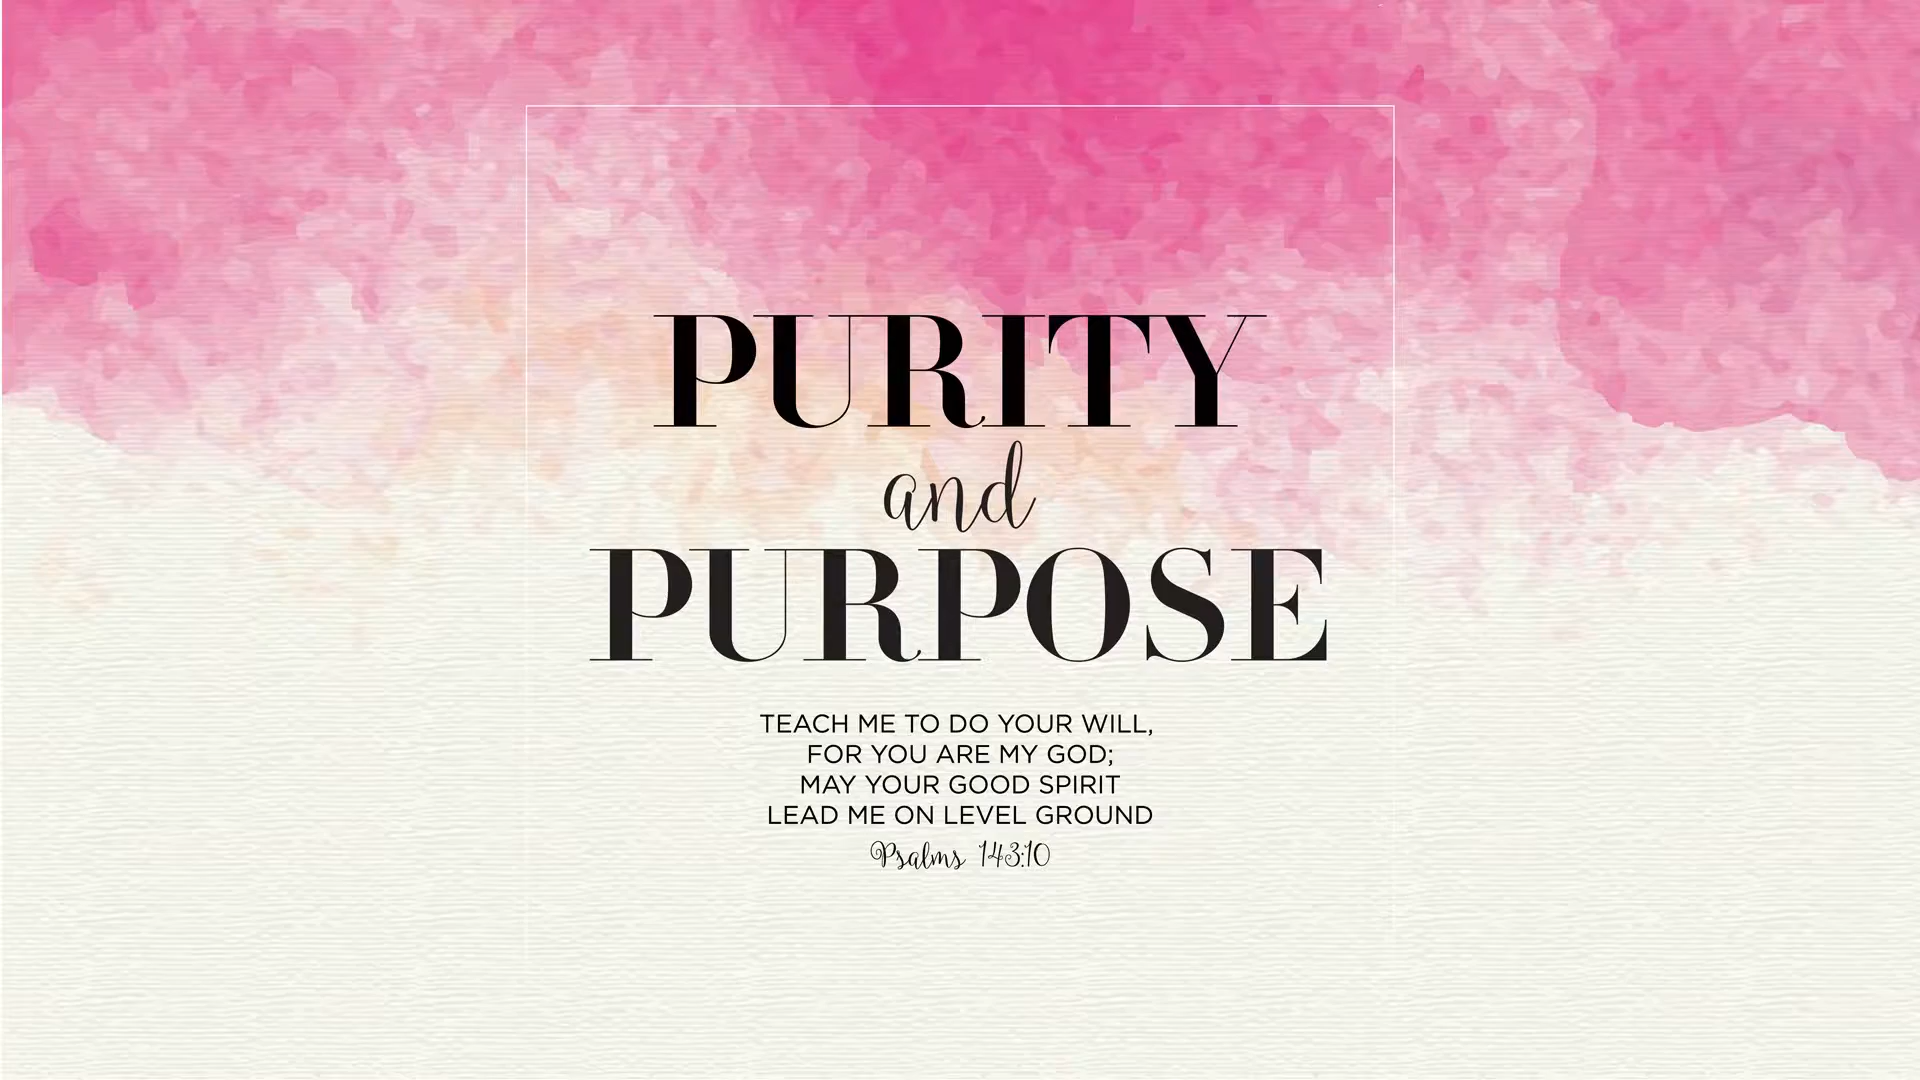 PURITY
and
PURPOSE
TEACH ME TO DO YOUR WILL,
FOR YOU ARE MY GOD;
MAY YOUR GOOD SPIRIT
LEAD ME ON LEVEL GROUND
Psalms 143:10